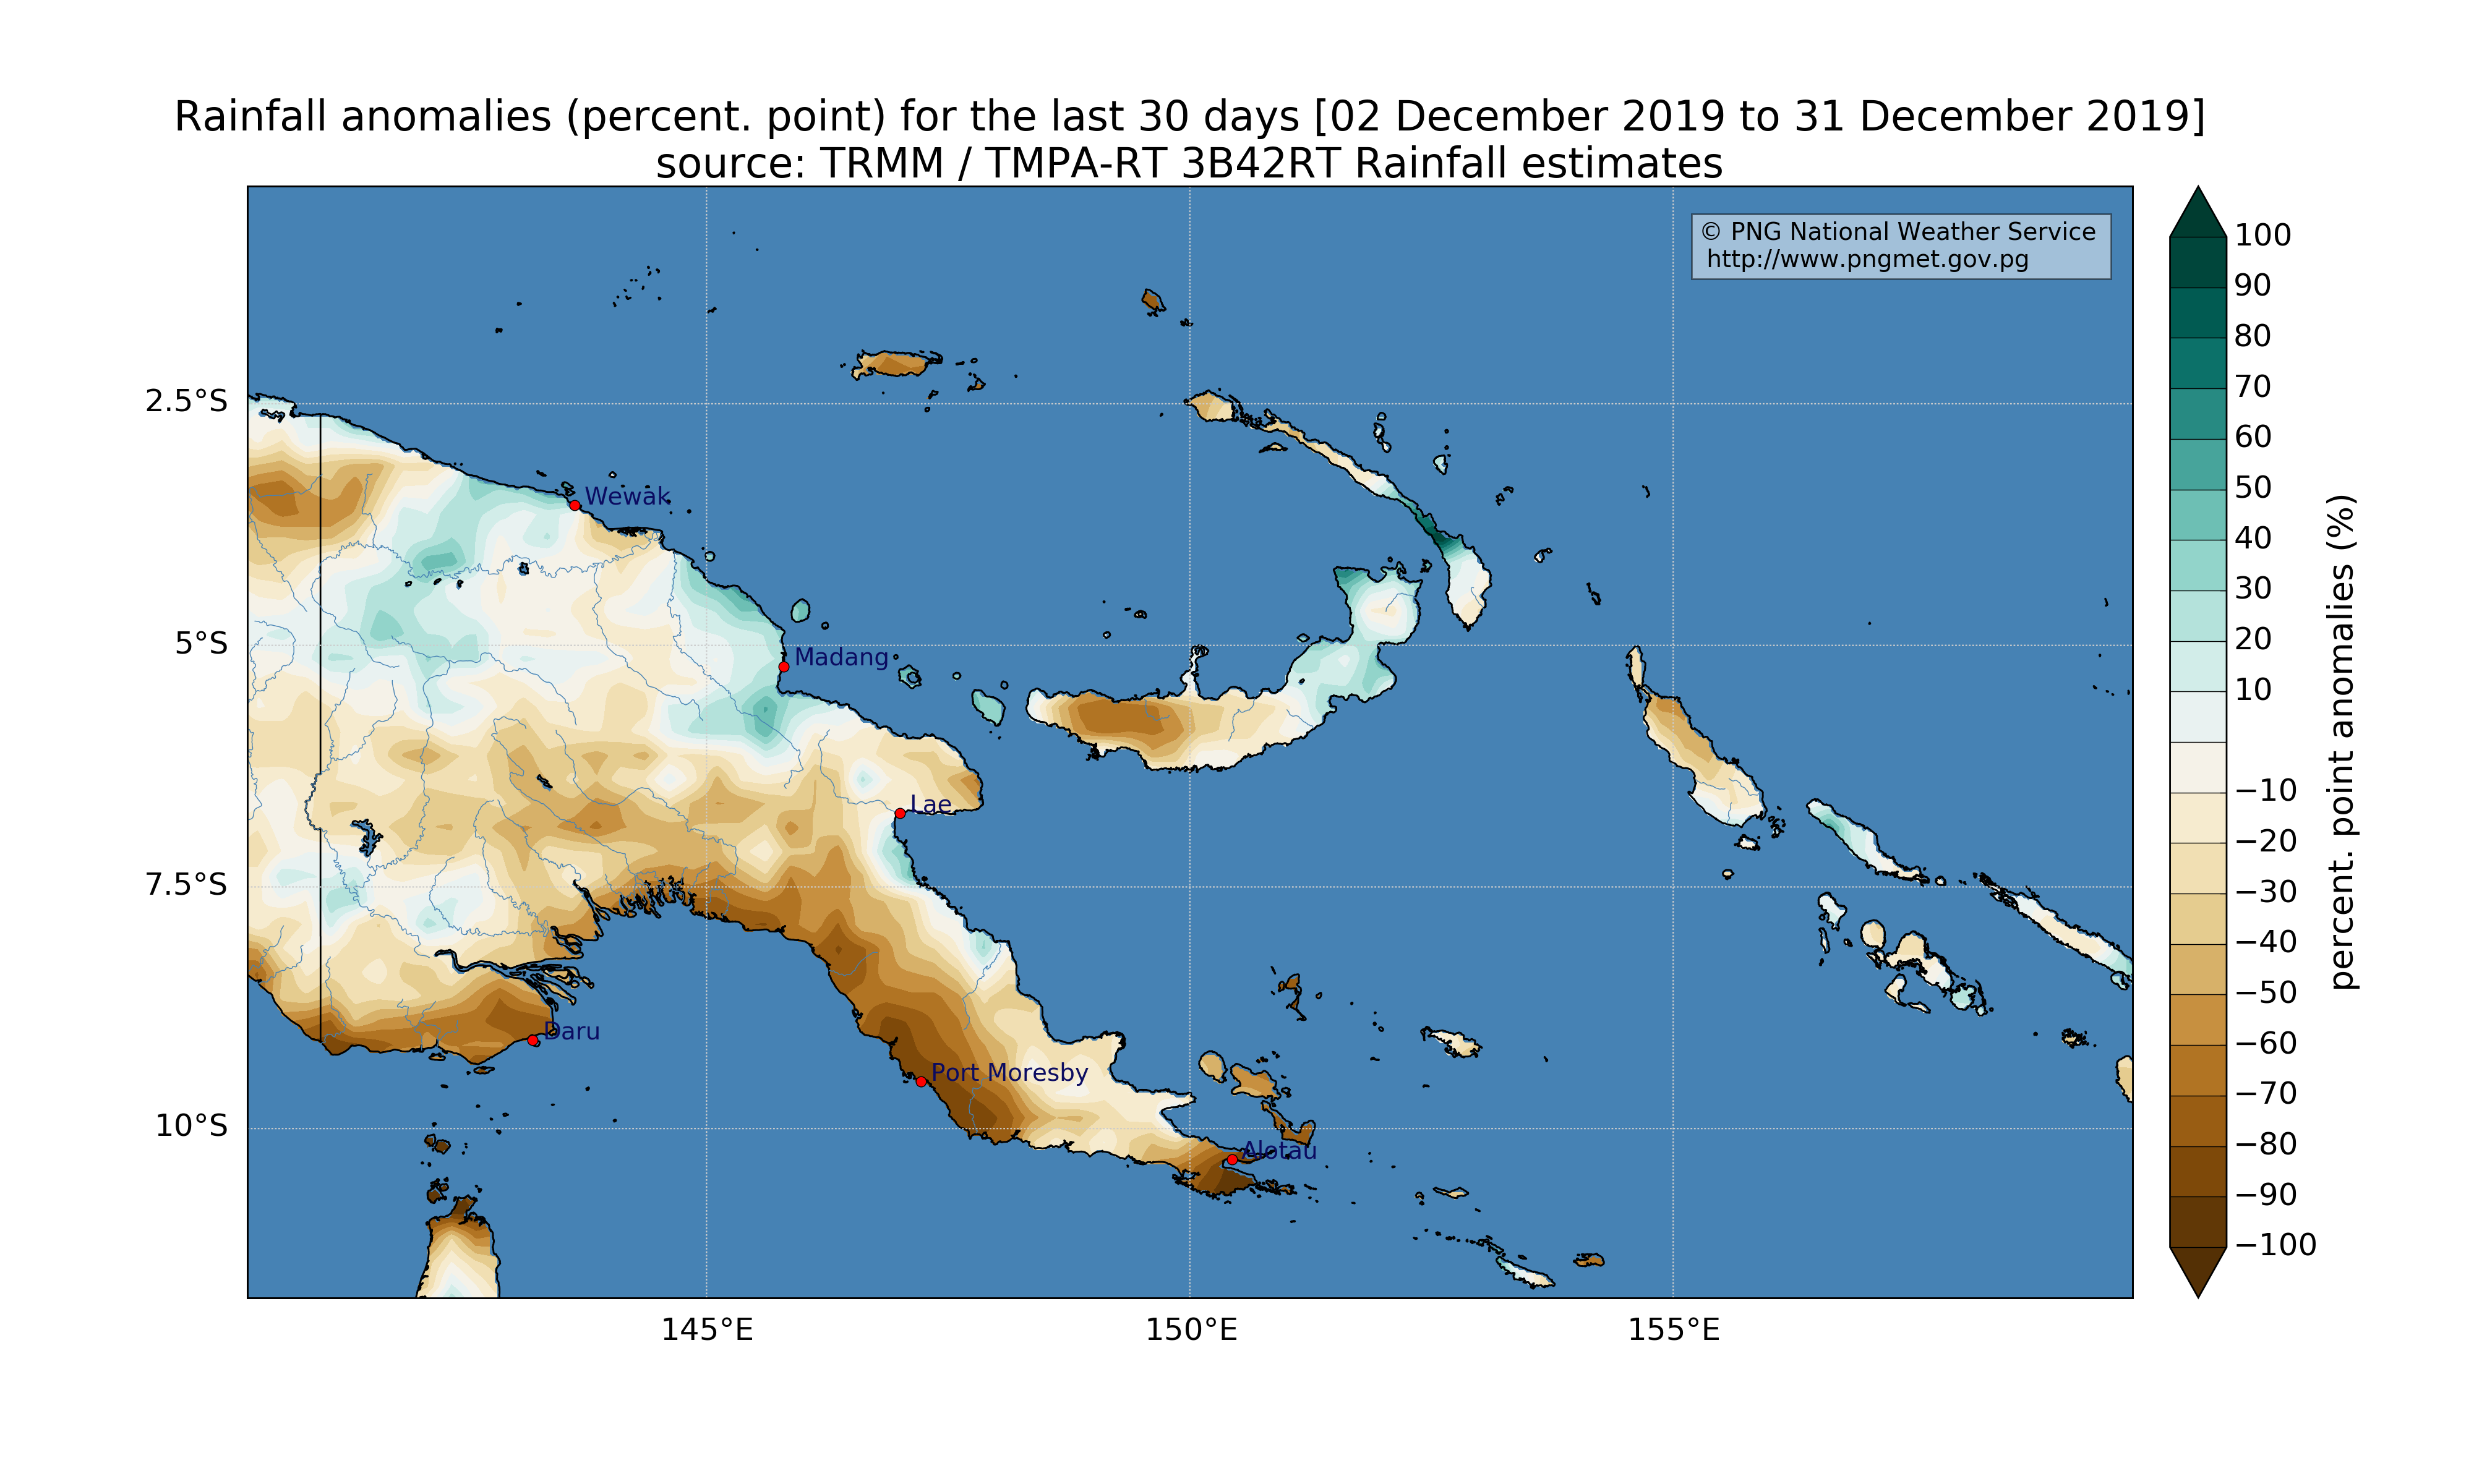 Rainfall anomalies (percent. point) for the last 30 days [02 December 2019 to 31 December 2019]
source: TRMM / TMPA-RT 3B42RT Rainfall estimates
© PNG National Weather Service
http://www.pngmet.gov.pg
2.5°S
5°S
7.5°S
10°S
Wewak
Madang
Lae
Daru
Port Moresby
Alotau
145°E
150°E
155°E
100
90
80
70
60
50
40
30
20
10
−10
−20
−30
−40
−50
−60
−70
−80
−90
−100
percent. point anomalies (%)